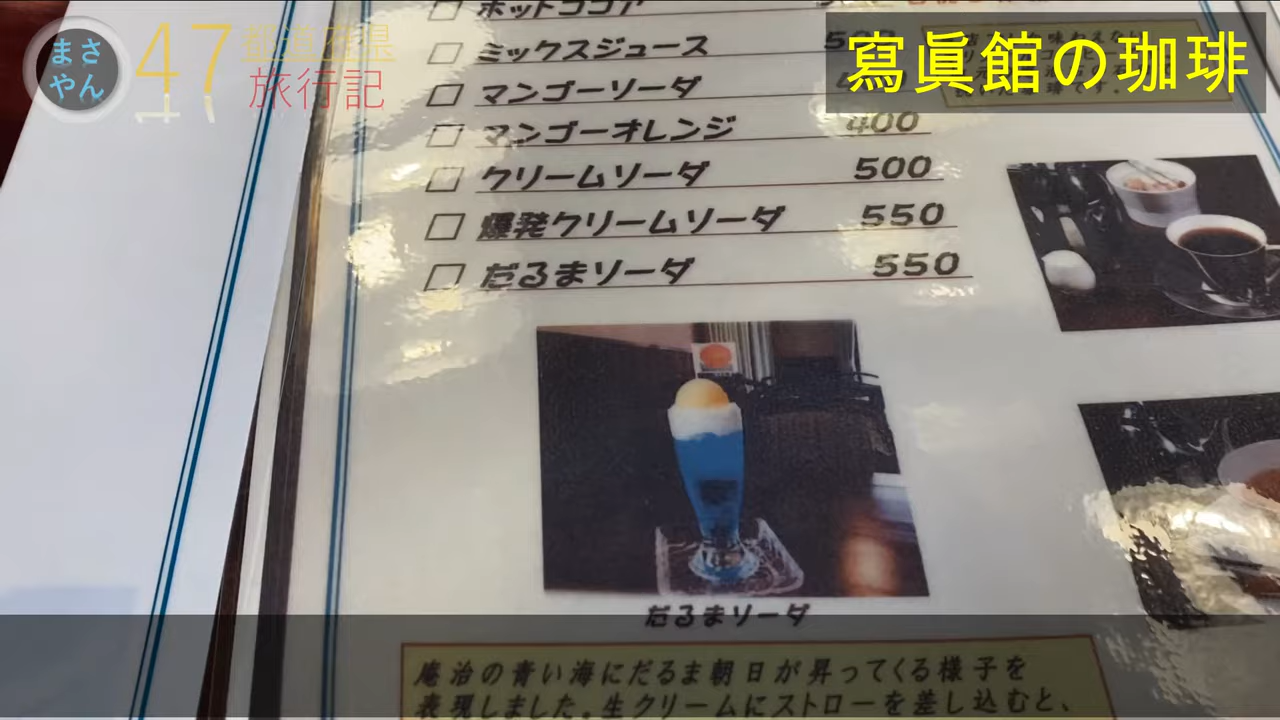 まさ
やん
47
都道府県
旅行記
寫眞館の珈琲
ホットココア
ミックスジュース
マンゴーソーダ
マンゴーオレンジ 400
クリームソーダ 500
爆発クリームソーダ 550
だるまソーダ 550
だるまソーダ
庵治の青い海にだるま朝日が昇ってくる様子を
表現しました。生クリームにストローを差し込むと、